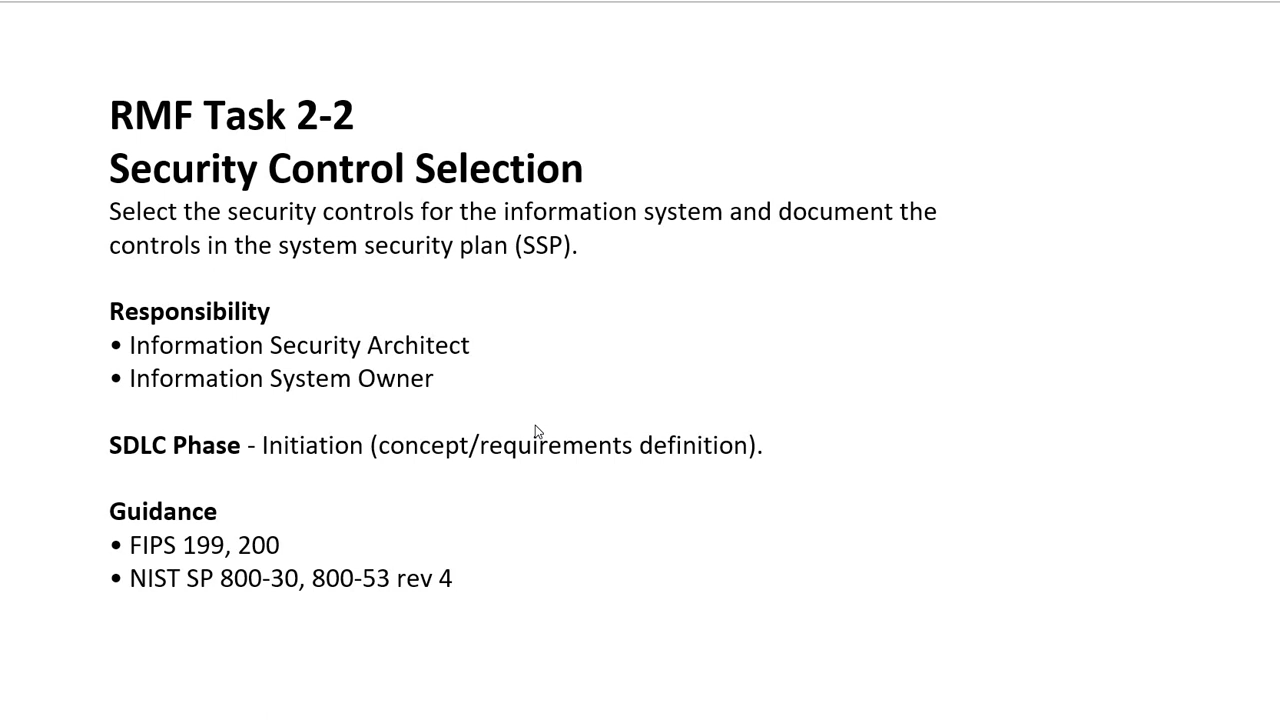 RMF Task 2-2
Security Control Selection
Select the security controls for the information system and document the
controls in the system security plan (SSP).
Responsibility
• Information Security Architect
• Information System Owner
SDLC Phase - Initiation (concept/requirements definition).
Guidance
• FIPS 199, 200
• NIST SP 800-30, 800-53 rev 4